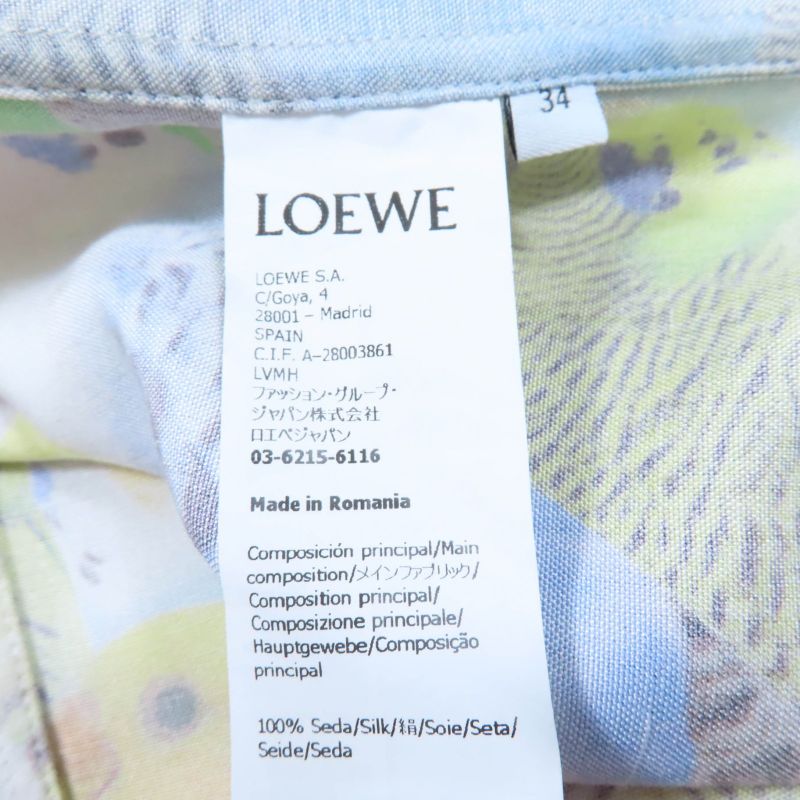 34
LOEWE
LOEWE S.A.
C/Goya, 4
28001 – Madrid
SPAIN
C.I.F. A-28003861
LVMH
ファッション・グループ・
ジャパン株式会社
ロエベジャパン
03-6215-6116
Made in Romania
Composición principal/Main
composition/メインファブリック/
Composition principal/
Composizione principale/
Hauptgewebe/Composição
principal
100% Seda/Silk/絹/Soie/Seta/
Seide/Seda